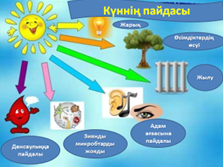 Күннің пайдасы
Жарық
Өсімдіктердің
өсуі
Жылу
Адам
ағзасына
пайдалы
Зиянды
микробтарды
жояды
Денсаулыққа
пайдалы